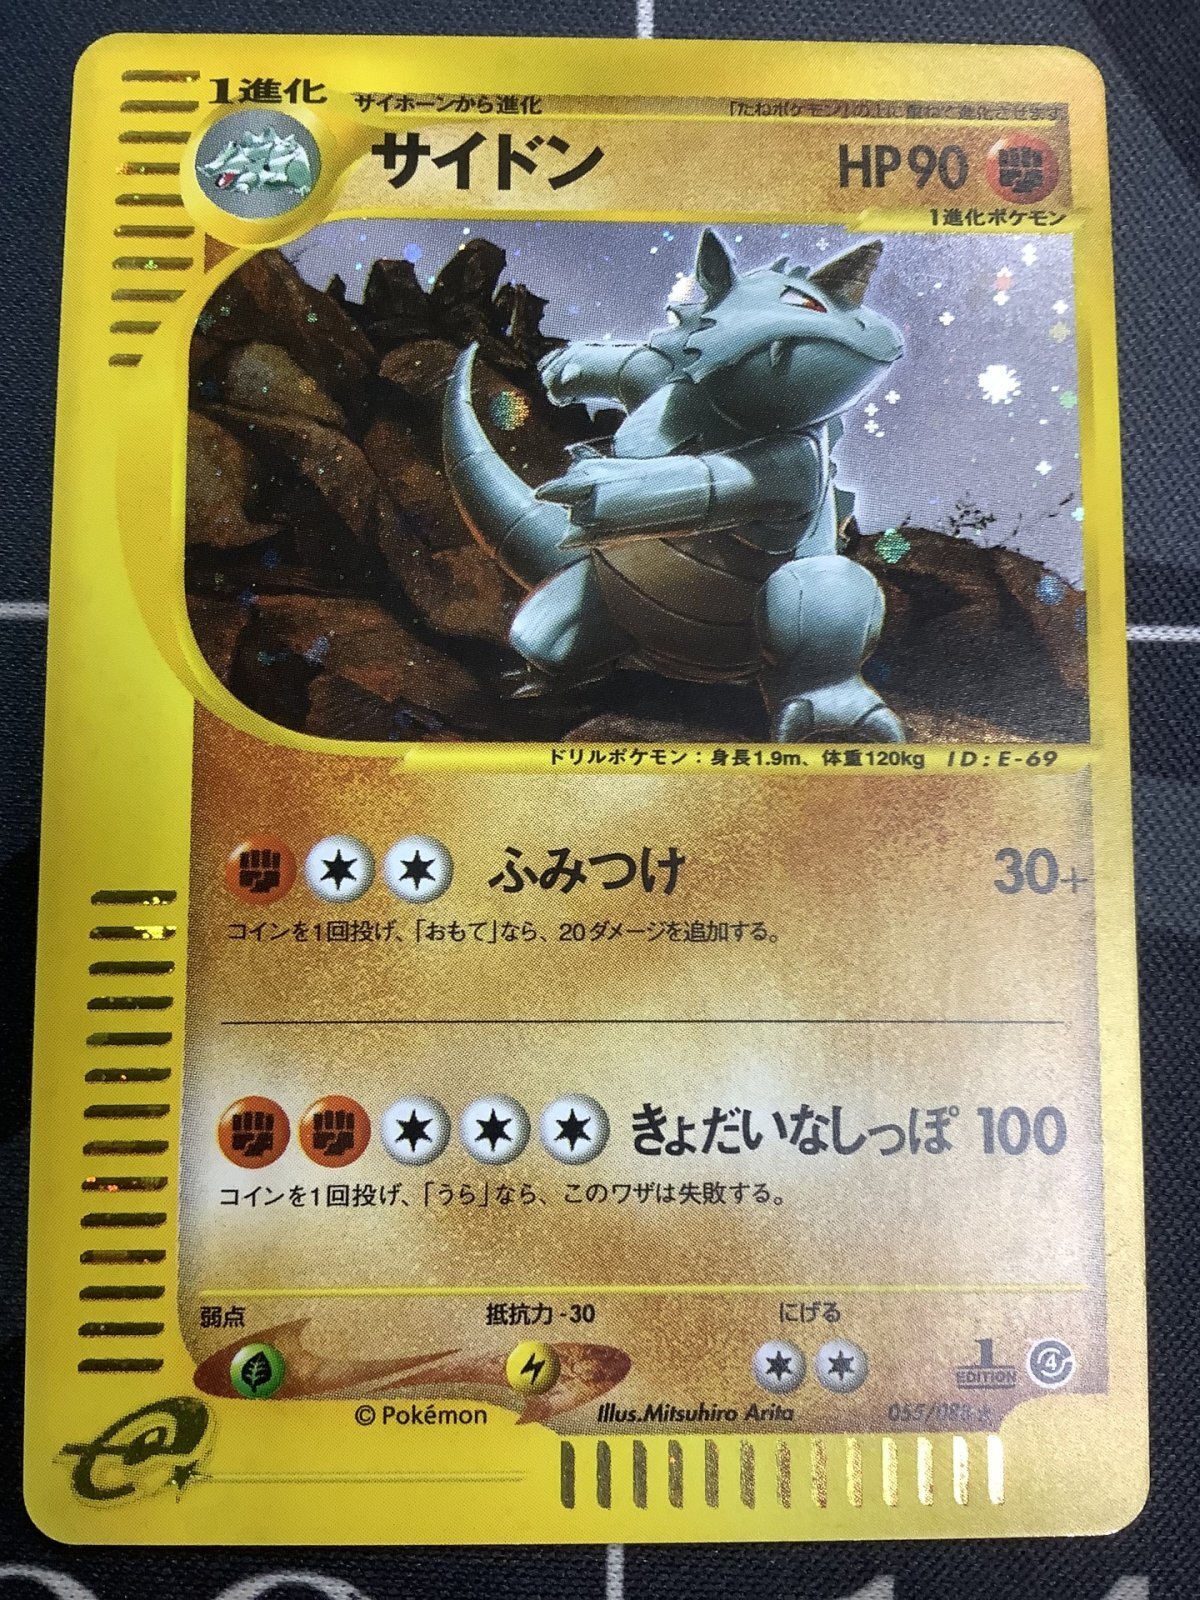 1進化
サイホーンから進化
「たねポケモン」の上に重ねて進化させます
サイドン
HP90
1進化ポケモン
ドリルポケモン：身長1.9m、体重120kg ID:E-69
ふみつけ 30+
コインを1回投げ、「おもて」なら、20ダメージを追加する。
きょだいなしっぽ 100
コインを1回投げ、「うら」なら、このワザは失敗する。
弱点 抵抗力-30 にげる
1 EDITION
4
© Pokémon Illus.Mitsuhiro Arita 055/088★
e